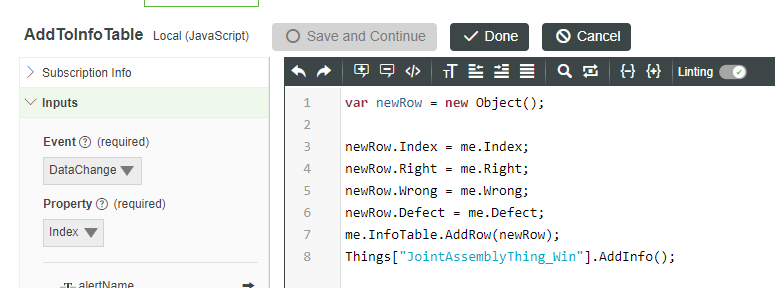 AddToInfoTable Local (JavaScript) Save and Continue Done Cancel
Subscription Info
Inputs
Event ? (required)
DataChange
Property ? (required)
Index
alertName
Linting
1 var newRow = new Object();
2
3 newRow.Index = me.Index;
4 newRow.Right = me.Right;
5 newRow.Wrong = me.Wrong;
6 newRow.Defect = me.Defect;
7 me.InfoTable.AddRow(newRow);
8 Things["JointAssemblyThing_Win"].AddInfo();